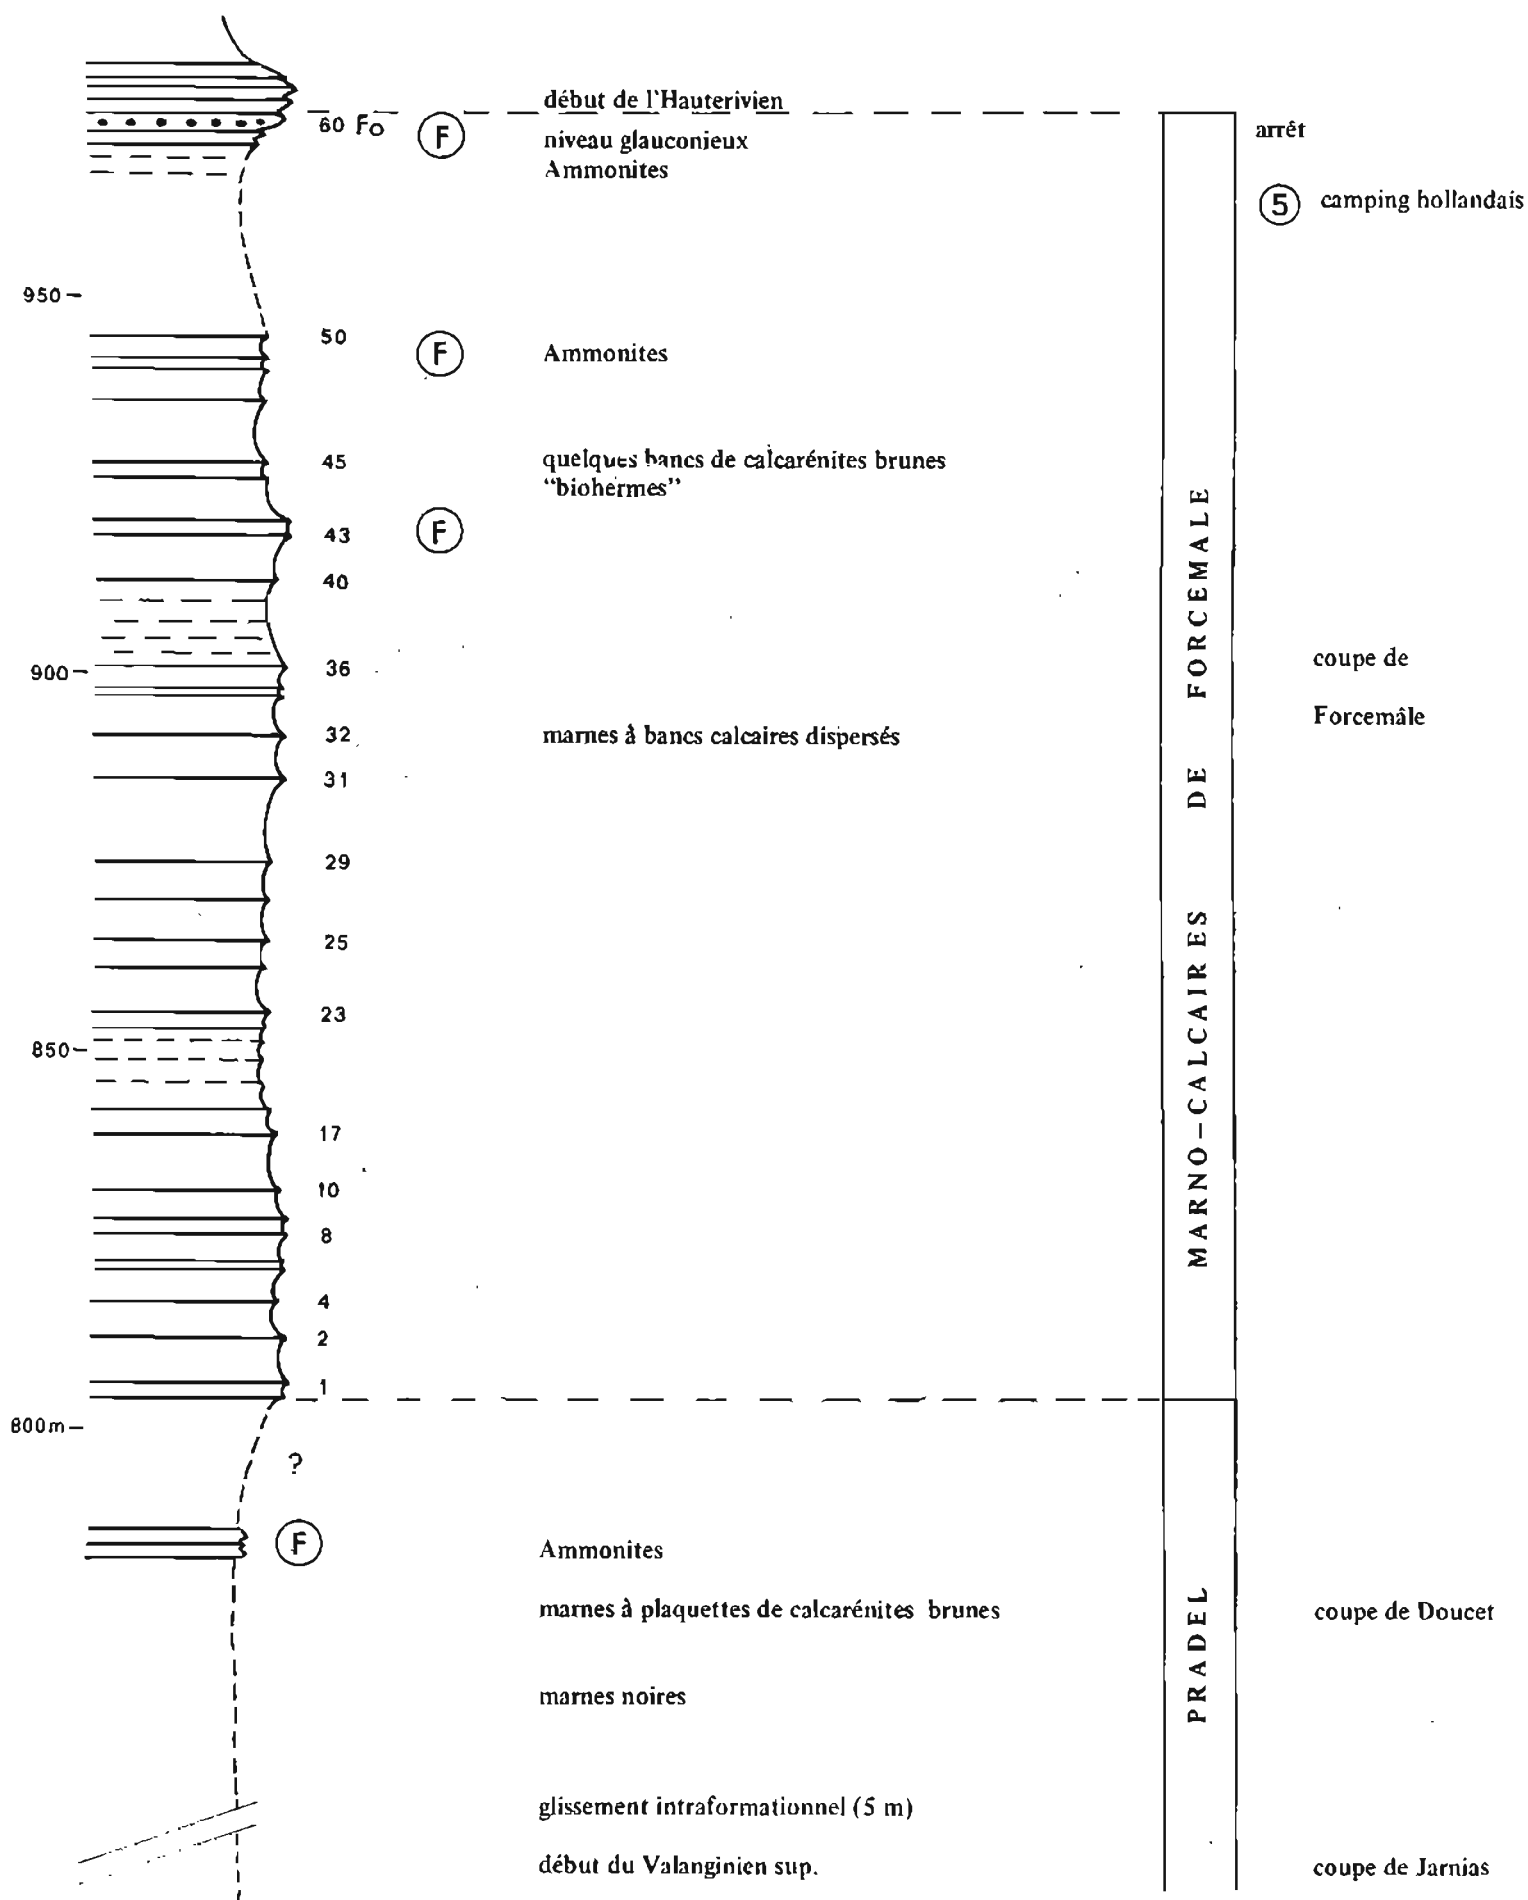 début de l'Hauterivien
60 Fo F niveau glauconieux arrêt
Ammonites
5 camping hollandais
950
50 F Ammonites
45 quelques bancs de calcarénites brunes
“biohermes”
43 F
40
900 36 coupe de
Forcemâle
32 marnes à bancs calcaires dispersés
31
29
25
23
850
17
10
8
4
2
1
MARNO-CALCAIRES DE FORCEMALE
800m
?
F Ammonites
marnes à plaquettes de calcarénites brunes coupe de Doucet
marnes noires
PRADEL
glissement intraformationnel (5 m)
début du Valanginien sup. coupe de Jarnias